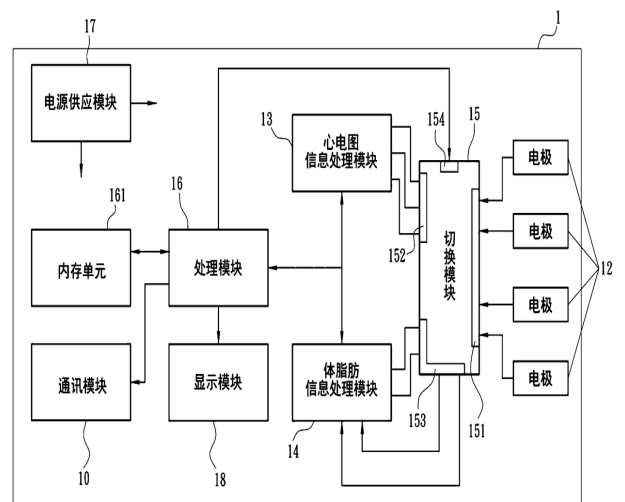 17
1
电源供应模块
13
心电图
信息处理模块
154
15
电极
161
16
内存单元
处理模块
152
切换模块
电极
12
电极
通讯模块
显示模块
体脂肪
信息处理模块
电极
153
151
10
18
14